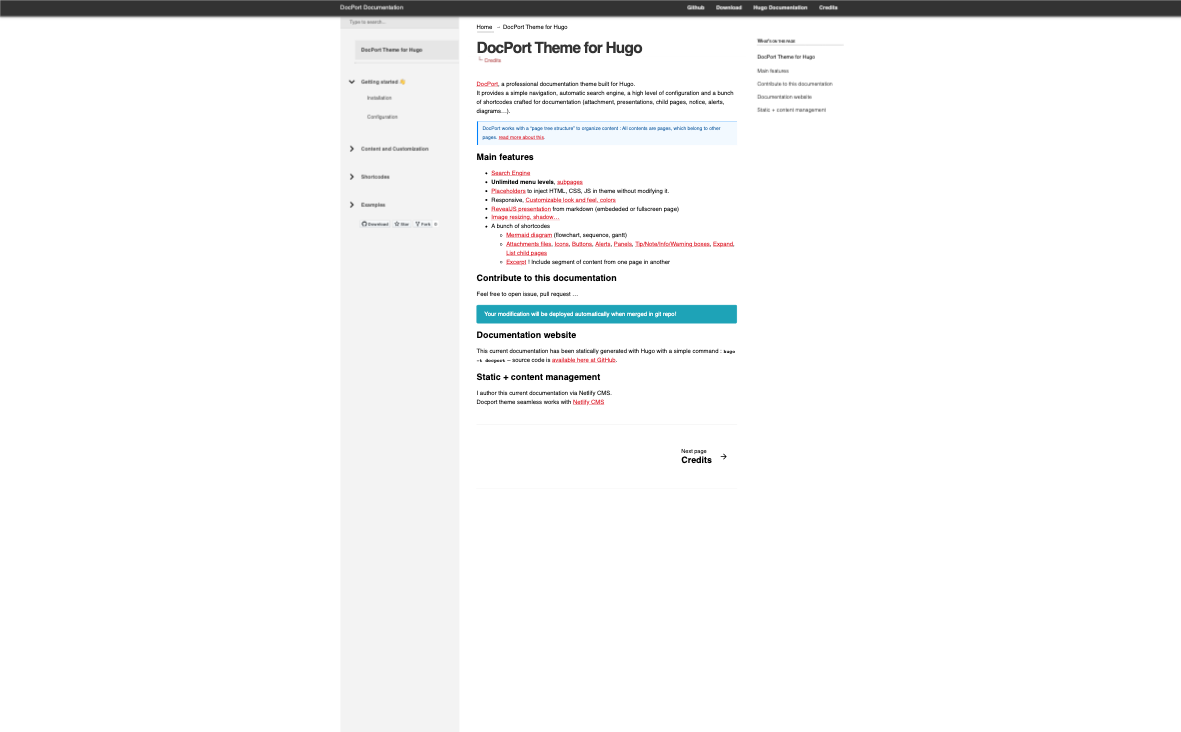 DocPort Documentation
Github
Download
Hugo Documentation
Credits
Type to search...
DocPort Theme for Hugo
Getting started 👋
Installation
Configuration
Content and Customization
Shortcodes
Examples
Download
Star
Fork
Home → DocPort Theme for Hugo
DocPort Theme for Hugo
Credits
DocPort, a professional documentation theme built for Hugo.
It provides a simple navigation, automatic search engine, a high level of configuration and a bunch
of shortcodes crafted for documentation (attachment, presentations, child pages, notice, alerts,
diagrams…).
DocPort works with a "page tree structure" to organize content : All contents are pages, which belong to other
pages. read more about this.
Main features
• Search Engine
• Unlimited menu levels, subpages
• Placeholders to inject HTML, CSS, JS in theme without modifying it.
• Responsive, Customizable look and feel, colors
• RevealJS presentation from markdown (embededed or fullscreen page)
• Image resizing, shadow…
• A bunch of shortcodes
Mermaid diagram (flowchart, sequence, gantt)
Attachments files, Icons, Buttons, Alerts, Panels, Tip/Note/Info/Warning boxes, Expand,
List child pages
Excerpt ! Include segment of content from one page in another
Contribute to this documentation
Feel free to open issue, pull request …
Your modification will be deployed automatically when merged in git repo!
Documentation website
This current documentation has been statically generated with Hugo with a simple command : hugo
-t docport – source code is available here at GitHub.
Static + content management
I author this current documentation via Netlify CMS.
Docport theme seamless works with Netlify CMS
Next page
Credits →
What's on this page
DocPort Theme for Hugo
Main features
Contribute to this documentation
Documentation website
Static + content management